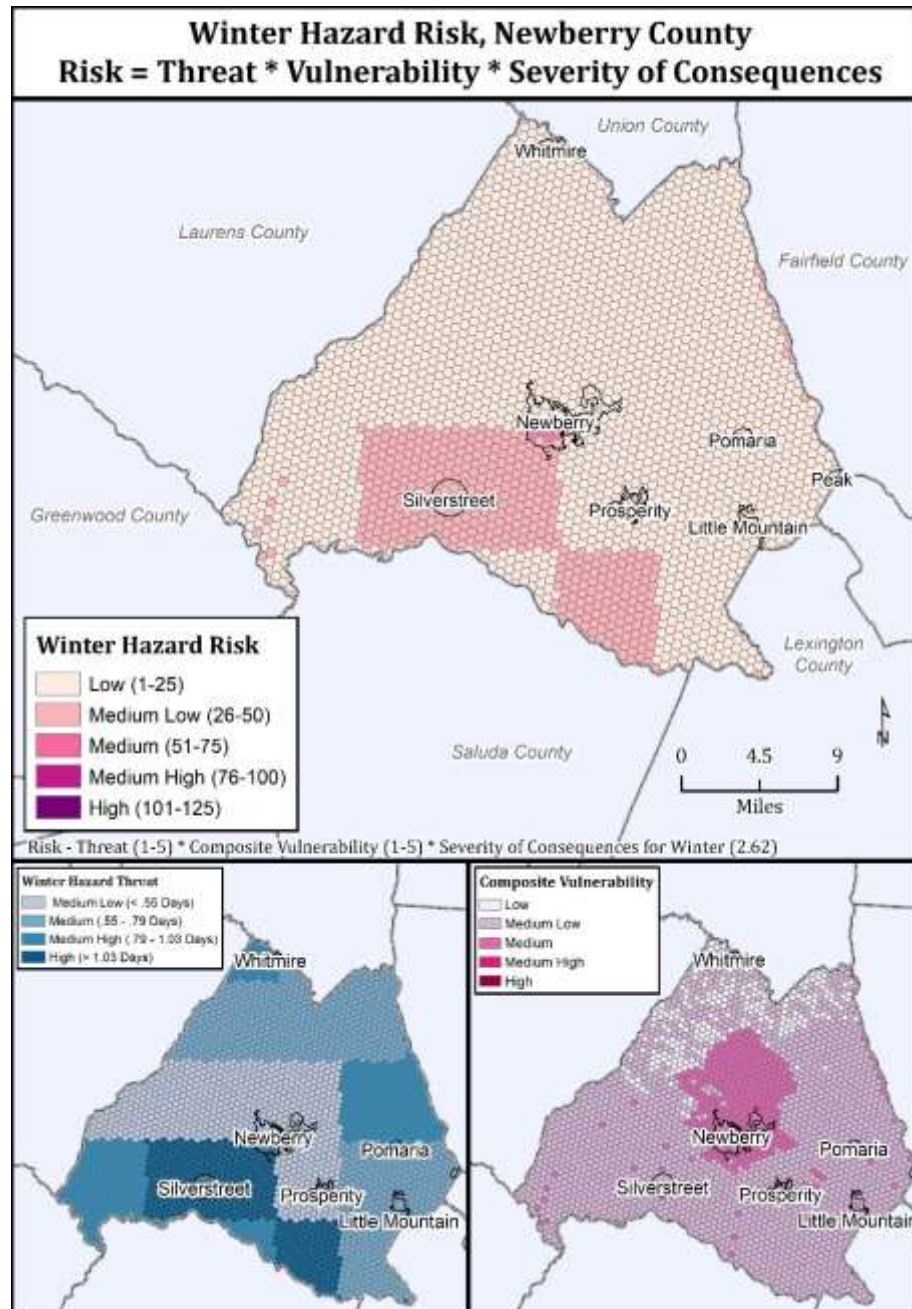 Winter Hazard Risk, Newberry County
Risk = Threat * Vulnerability * Severity of Consequences
Union County
Whitmire
Laurens County
Fairfield County
Newberry
Pomaria
Peak
Silverstreet
Prosperity
Greenwood County
Little Mountain
Lexington
County
Saluda County
Winter Hazard Risk
Low (1-25)
Medium Low (26-50)
Medium (51-75)
Medium High (76-100)
High (101-125)
N
0 4.5 9
Miles
Risk - Threat (1-5) * Composite Vulnerability (1-5) * Severity of Consequences for Winter (2.62)
Winter Hazard Threat
Medium Low (< .55 Days)
Medium (.55 - .79 Days)
Medium High (.79 - 1.03 Days)
High (> 1.03 Days)
Whitmire
Newberry
Pomaria
Silverstreet
Prosperity
Little Mountain
Composite Vulnerability
Low
Medium Low
Medium
Medium High
High
Whitmire
Newberry
Pomaria
Silverstreet
Prosperity
Little Mountain